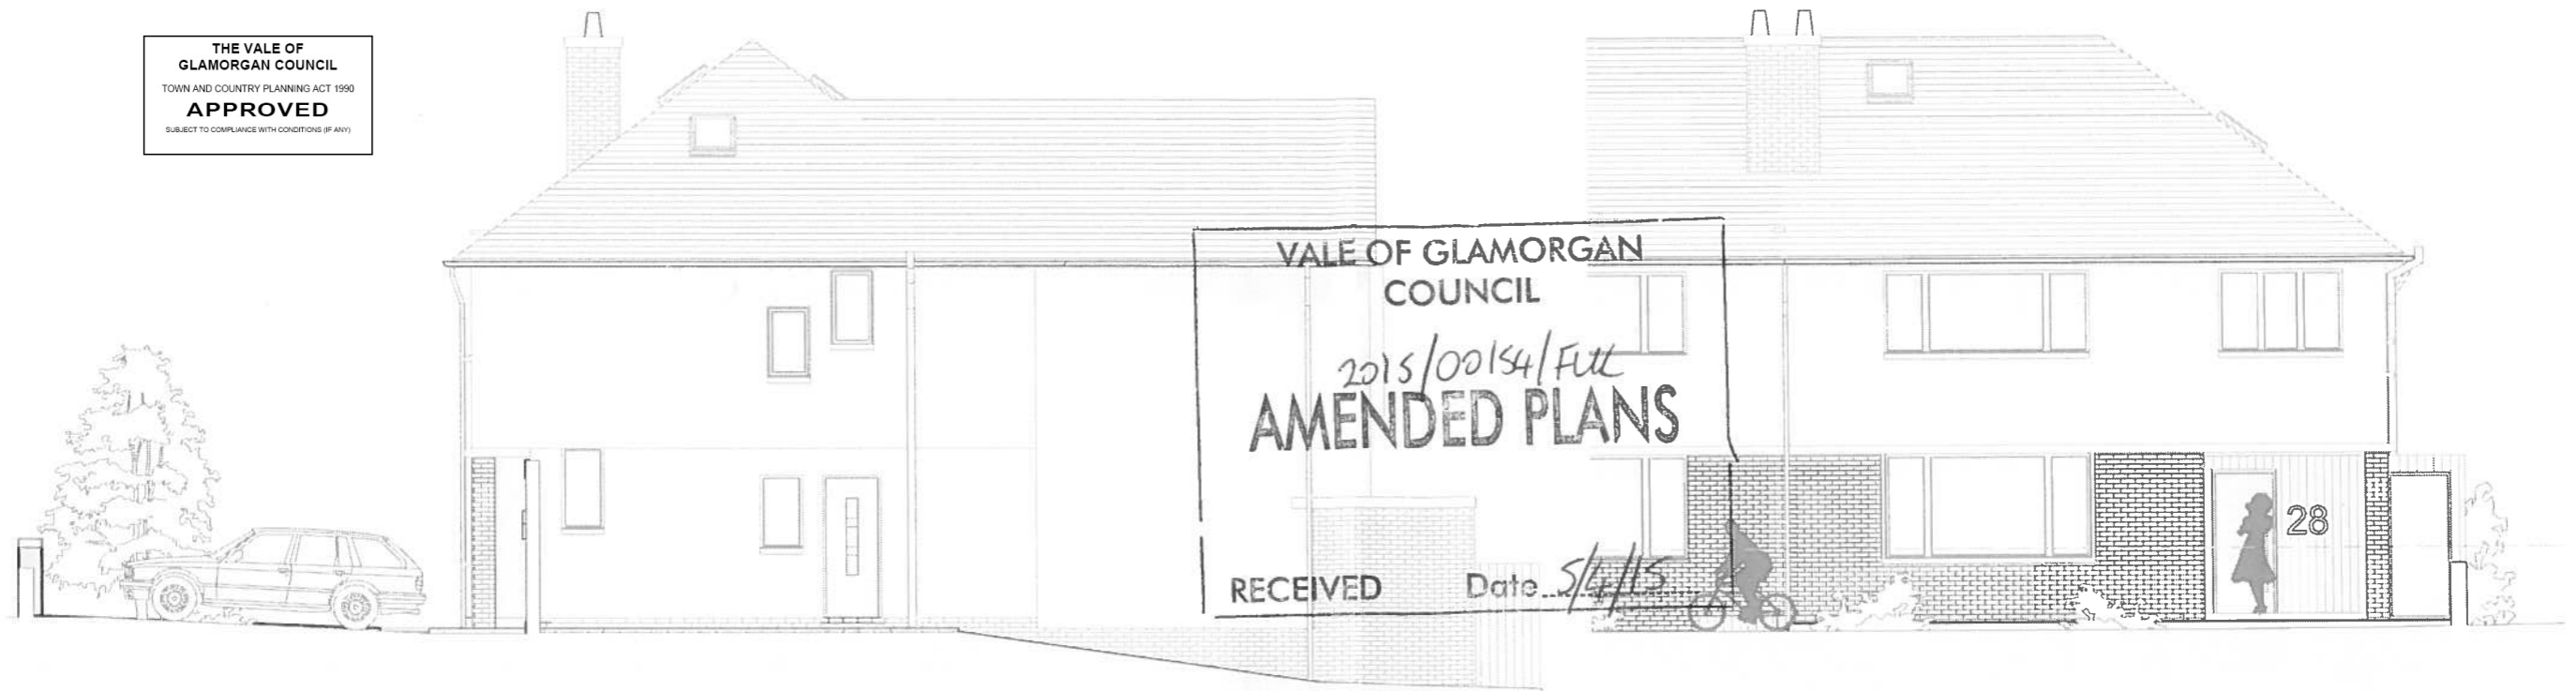 THE VALE OF
GLAMORGAN COUNCIL
TOWN AND COUNTRY PLANNING ACT 1990
APPROVED
SUBJECT TO COMPLIANCE WITH CONDITIONS (IF ANY)
VALE OF GLAMORGAN
COUNCIL
2015/00154/FUL
AMENDED PLANS
RECEIVED Date 5/4/15
28